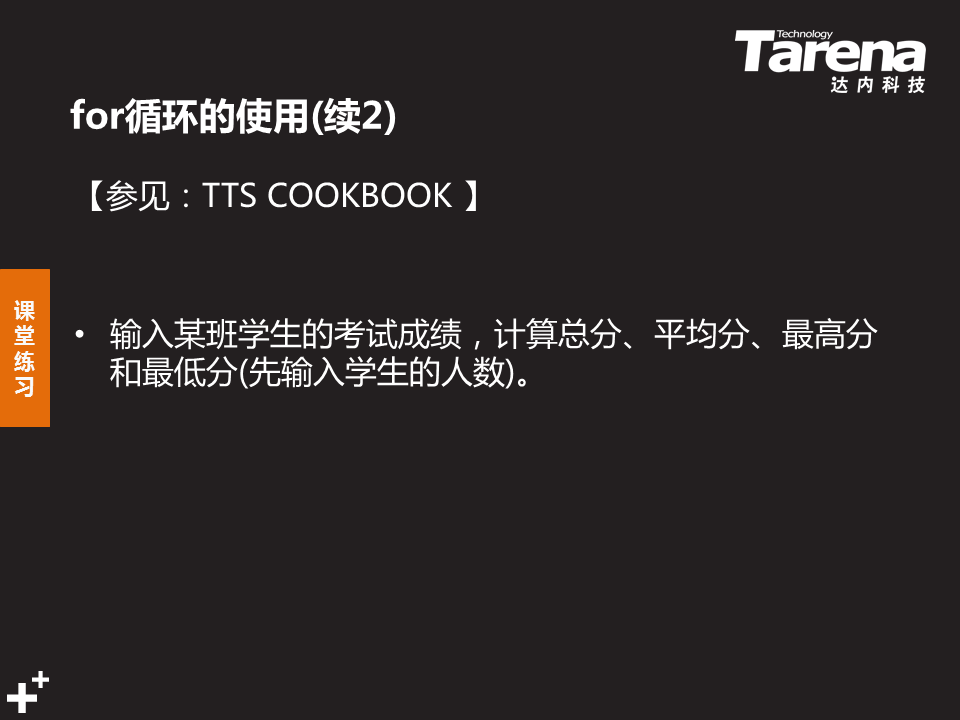 Technology
Tarena
达内科技
for循环的使用(续2)
【参见：TTS COOKBOOK 】
课
堂
练
习
• 输入某班学生的考试成绩，计算总分、平均分、最高分
和最低分(先输入学生的人数)。